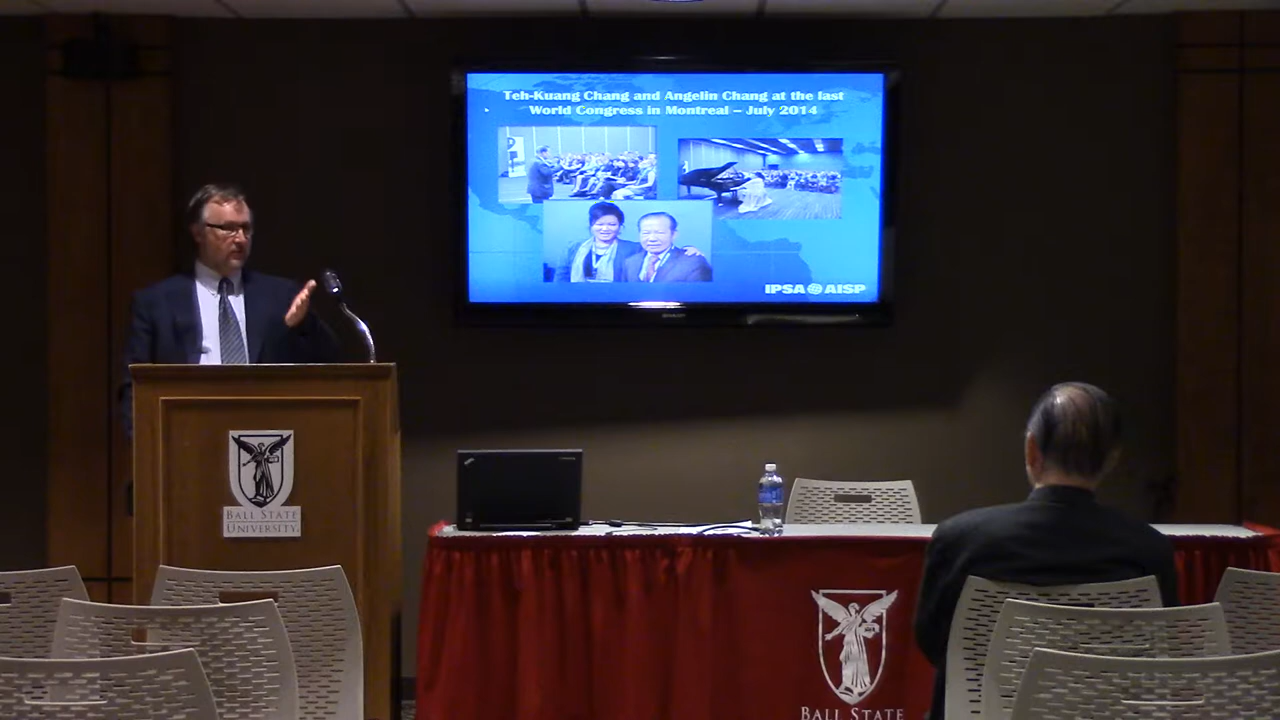 Teh-Kuang Chang and Angelin Chang at the last
World Congress in Montreal – July 2014
IPSA AISP
SHARP
BALL STATE
UNIVERSITY
BALL STATE